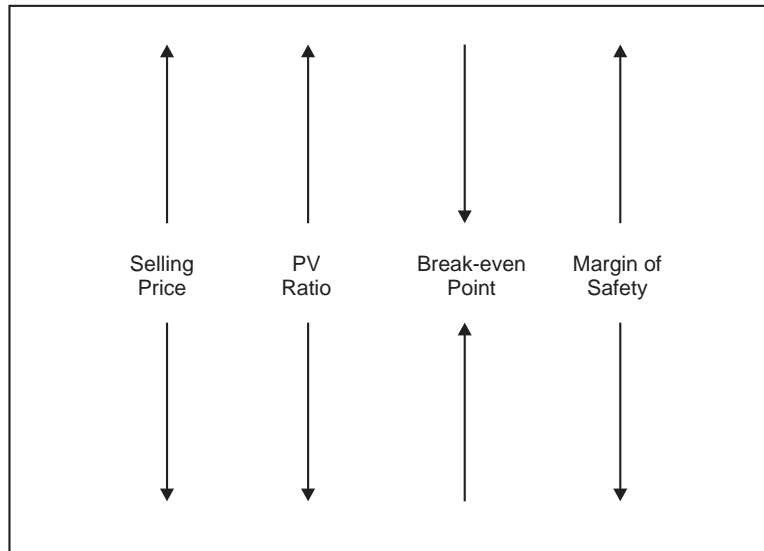 Selling
Price
PV
Ratio
Break-even
Point
Margin of
Safety